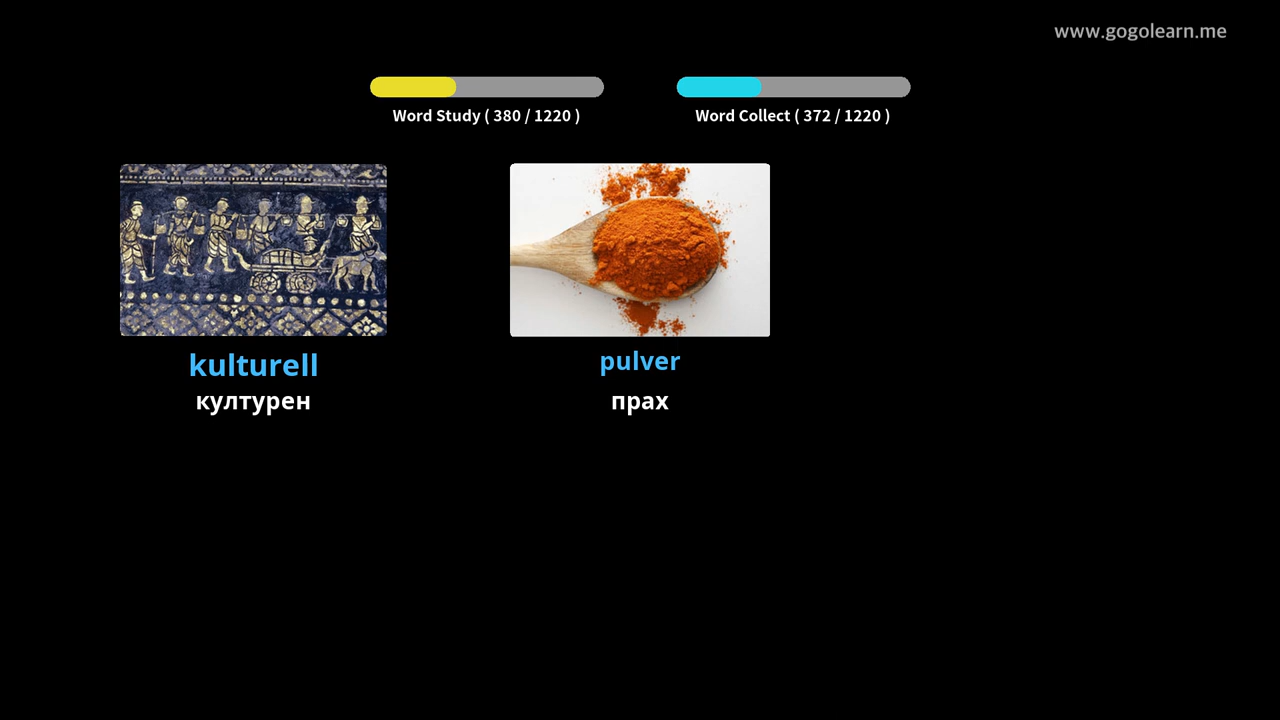 www.gogolearn.me
Word Study ( 380 / 1220 )
Word Collect ( 372 / 1220 )
kulturell
културен
pulver
прах